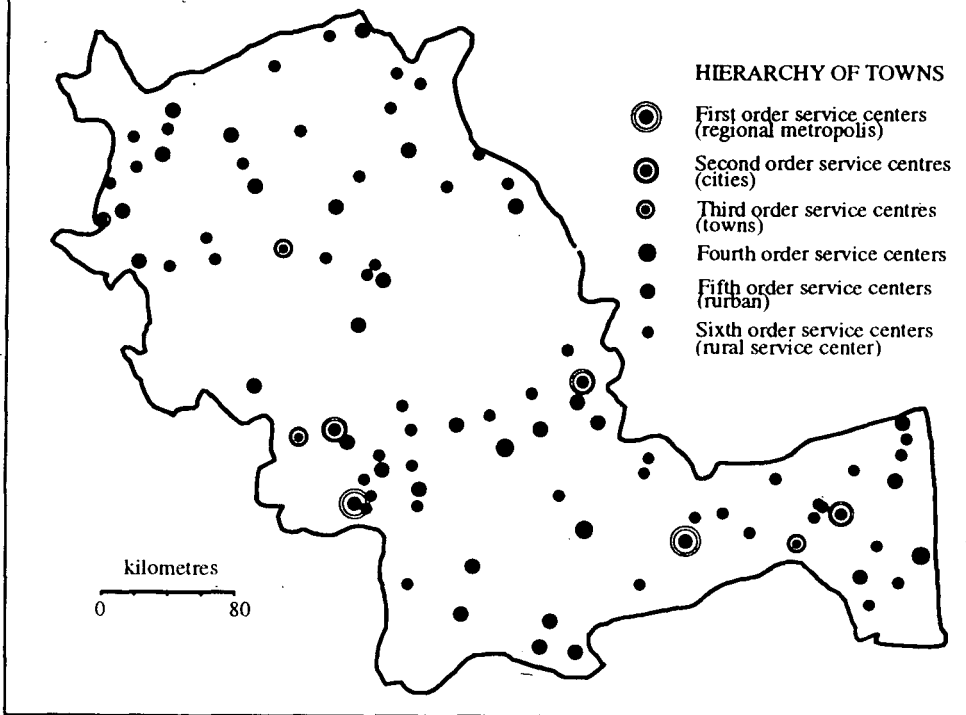 HIERARCHY OF TOWNS
First order service centers
(regional metropolis)
Second order service centres
(cities)
Third order service centres
(towns)
Fourth order service centers
Fifth order service centers
(rurban)
Sixth order service centers
(rural service center)
kilometres
0 80